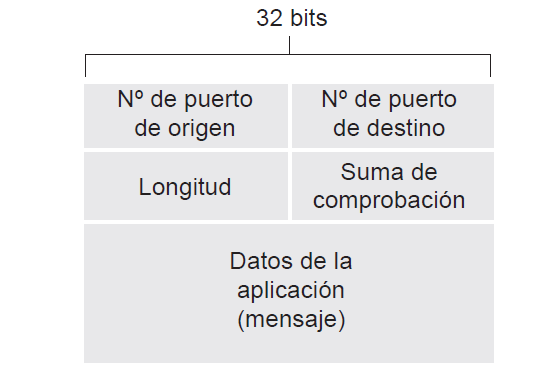 32 bits
Nº de puerto
de origen
Nº de puerto
de destino
Longitud
Suma de
comprobación
Datos de la
aplicación
(mensaje)